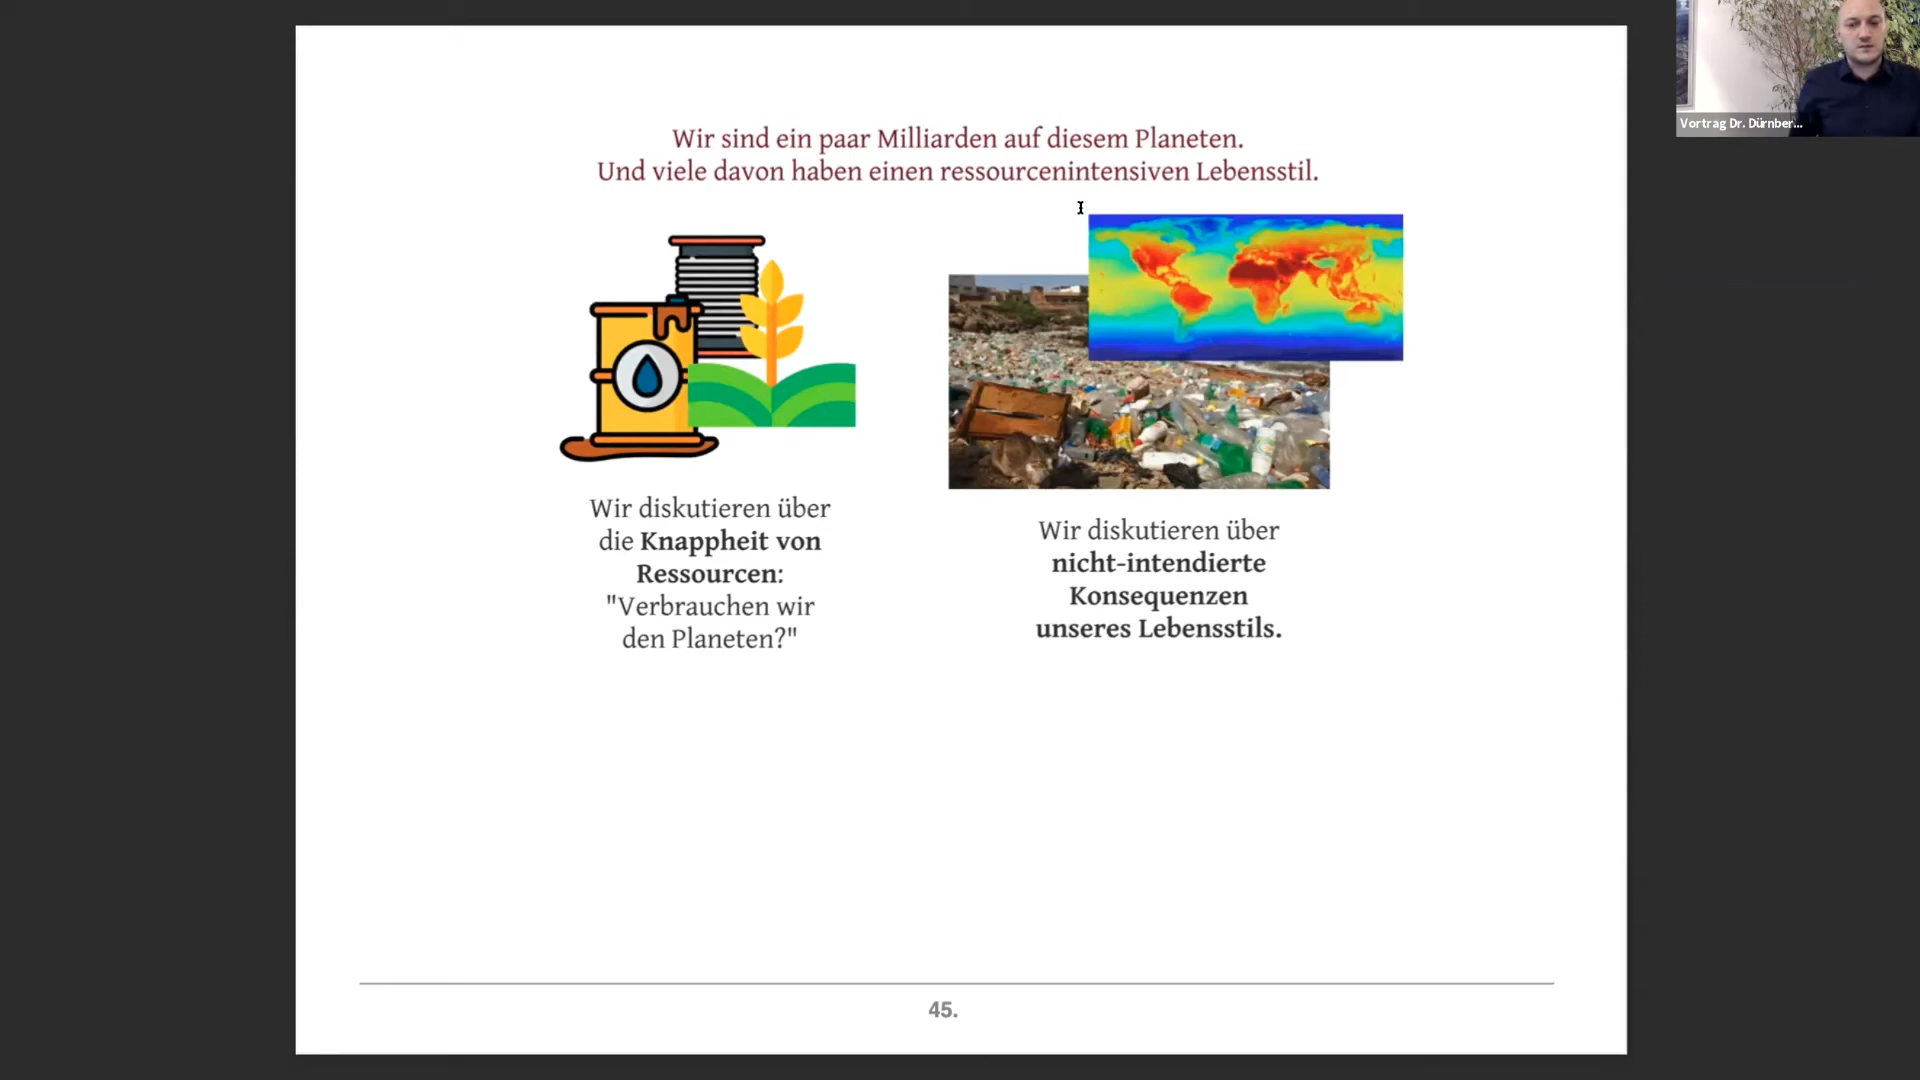 Wir sind ein paar Milliarden auf diesem Planeten.
Und viele davon haben einen ressourcenintensiven Lebensstil.
Wir diskutieren über
die Knappheit von
Ressourcen:
"Verbrauchen wir
den Planeten?"
Wir diskutieren über
nicht-intendierte
Konsequenzen
unseres Lebensstils.
45.
Vortrag Dr. Dürnber...